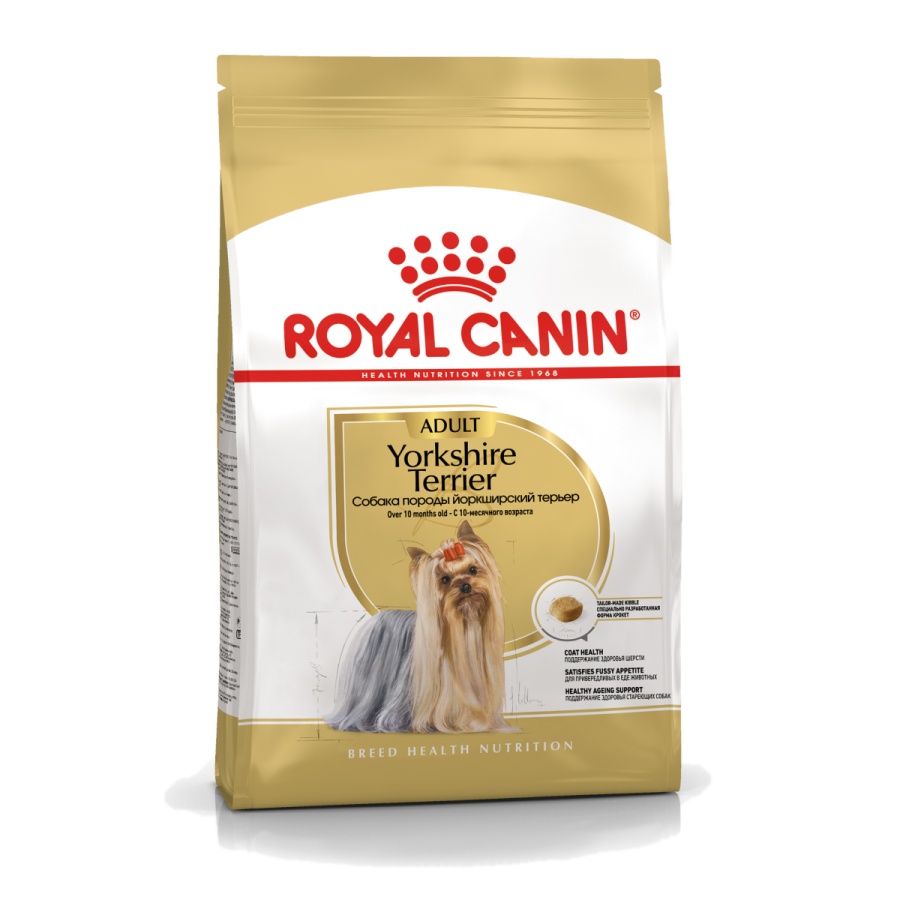 ROYAL CANIN®
HEALTH NUTRITION SINCE 1968
ADULT
Yorkshire
Terrier
Собака породы йоркширский терьер
Over 10 months old - С 10-месячного возраста
TAILOR-MADE KIBBLE
СПЕЦИАЛЬНО РАЗРАБОТАННАЯ
ФОРМА КРОКЕТ
COAT HEALTH
ПОДДЕРЖАНИЕ ЗДОРОВЬЯ ШЕРСТИ
SATISFIES FUSSY APPETITE
ДЛЯ ПРИВЕРЕДЛИВЫХ В ЕДЕ ЖИВОТНЫХ
HEALTHY AGEING SUPPORT
ПОДДЕРЖАНИЕ ЗДОРОВЬЯ СТАРЕЮЩИХ СОБАК
BREED HEALTH NUTRITION